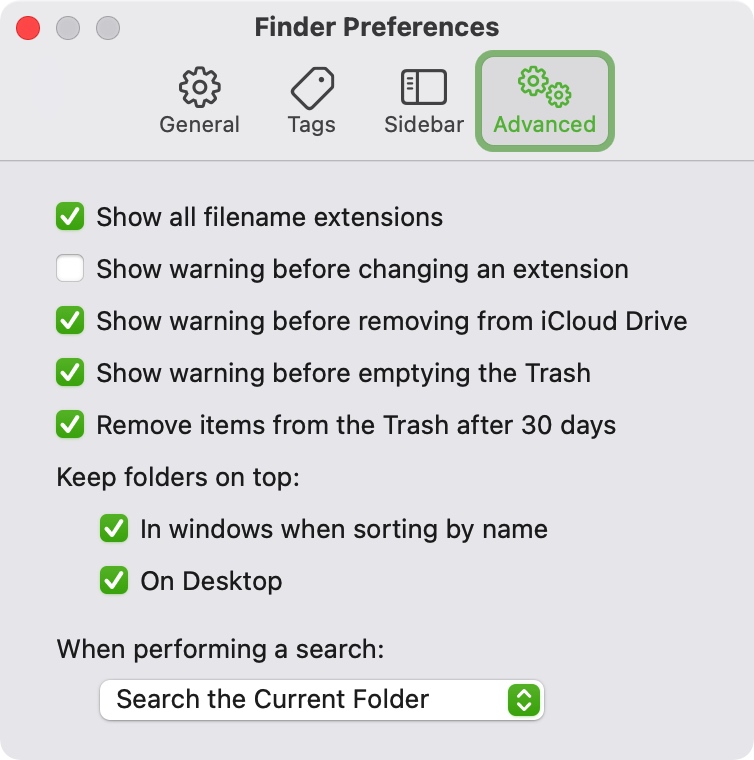 Finder Preferences
General Tags Sidebar Advanced
Show all filename extensions
Show warning before changing an extension
Show warning before removing from iCloud Drive
Show warning before emptying the Trash
Remove items from the Trash after 30 days
Keep folders on top:
In windows when sorting by name
On Desktop
When performing a search:
Search the Current Folder